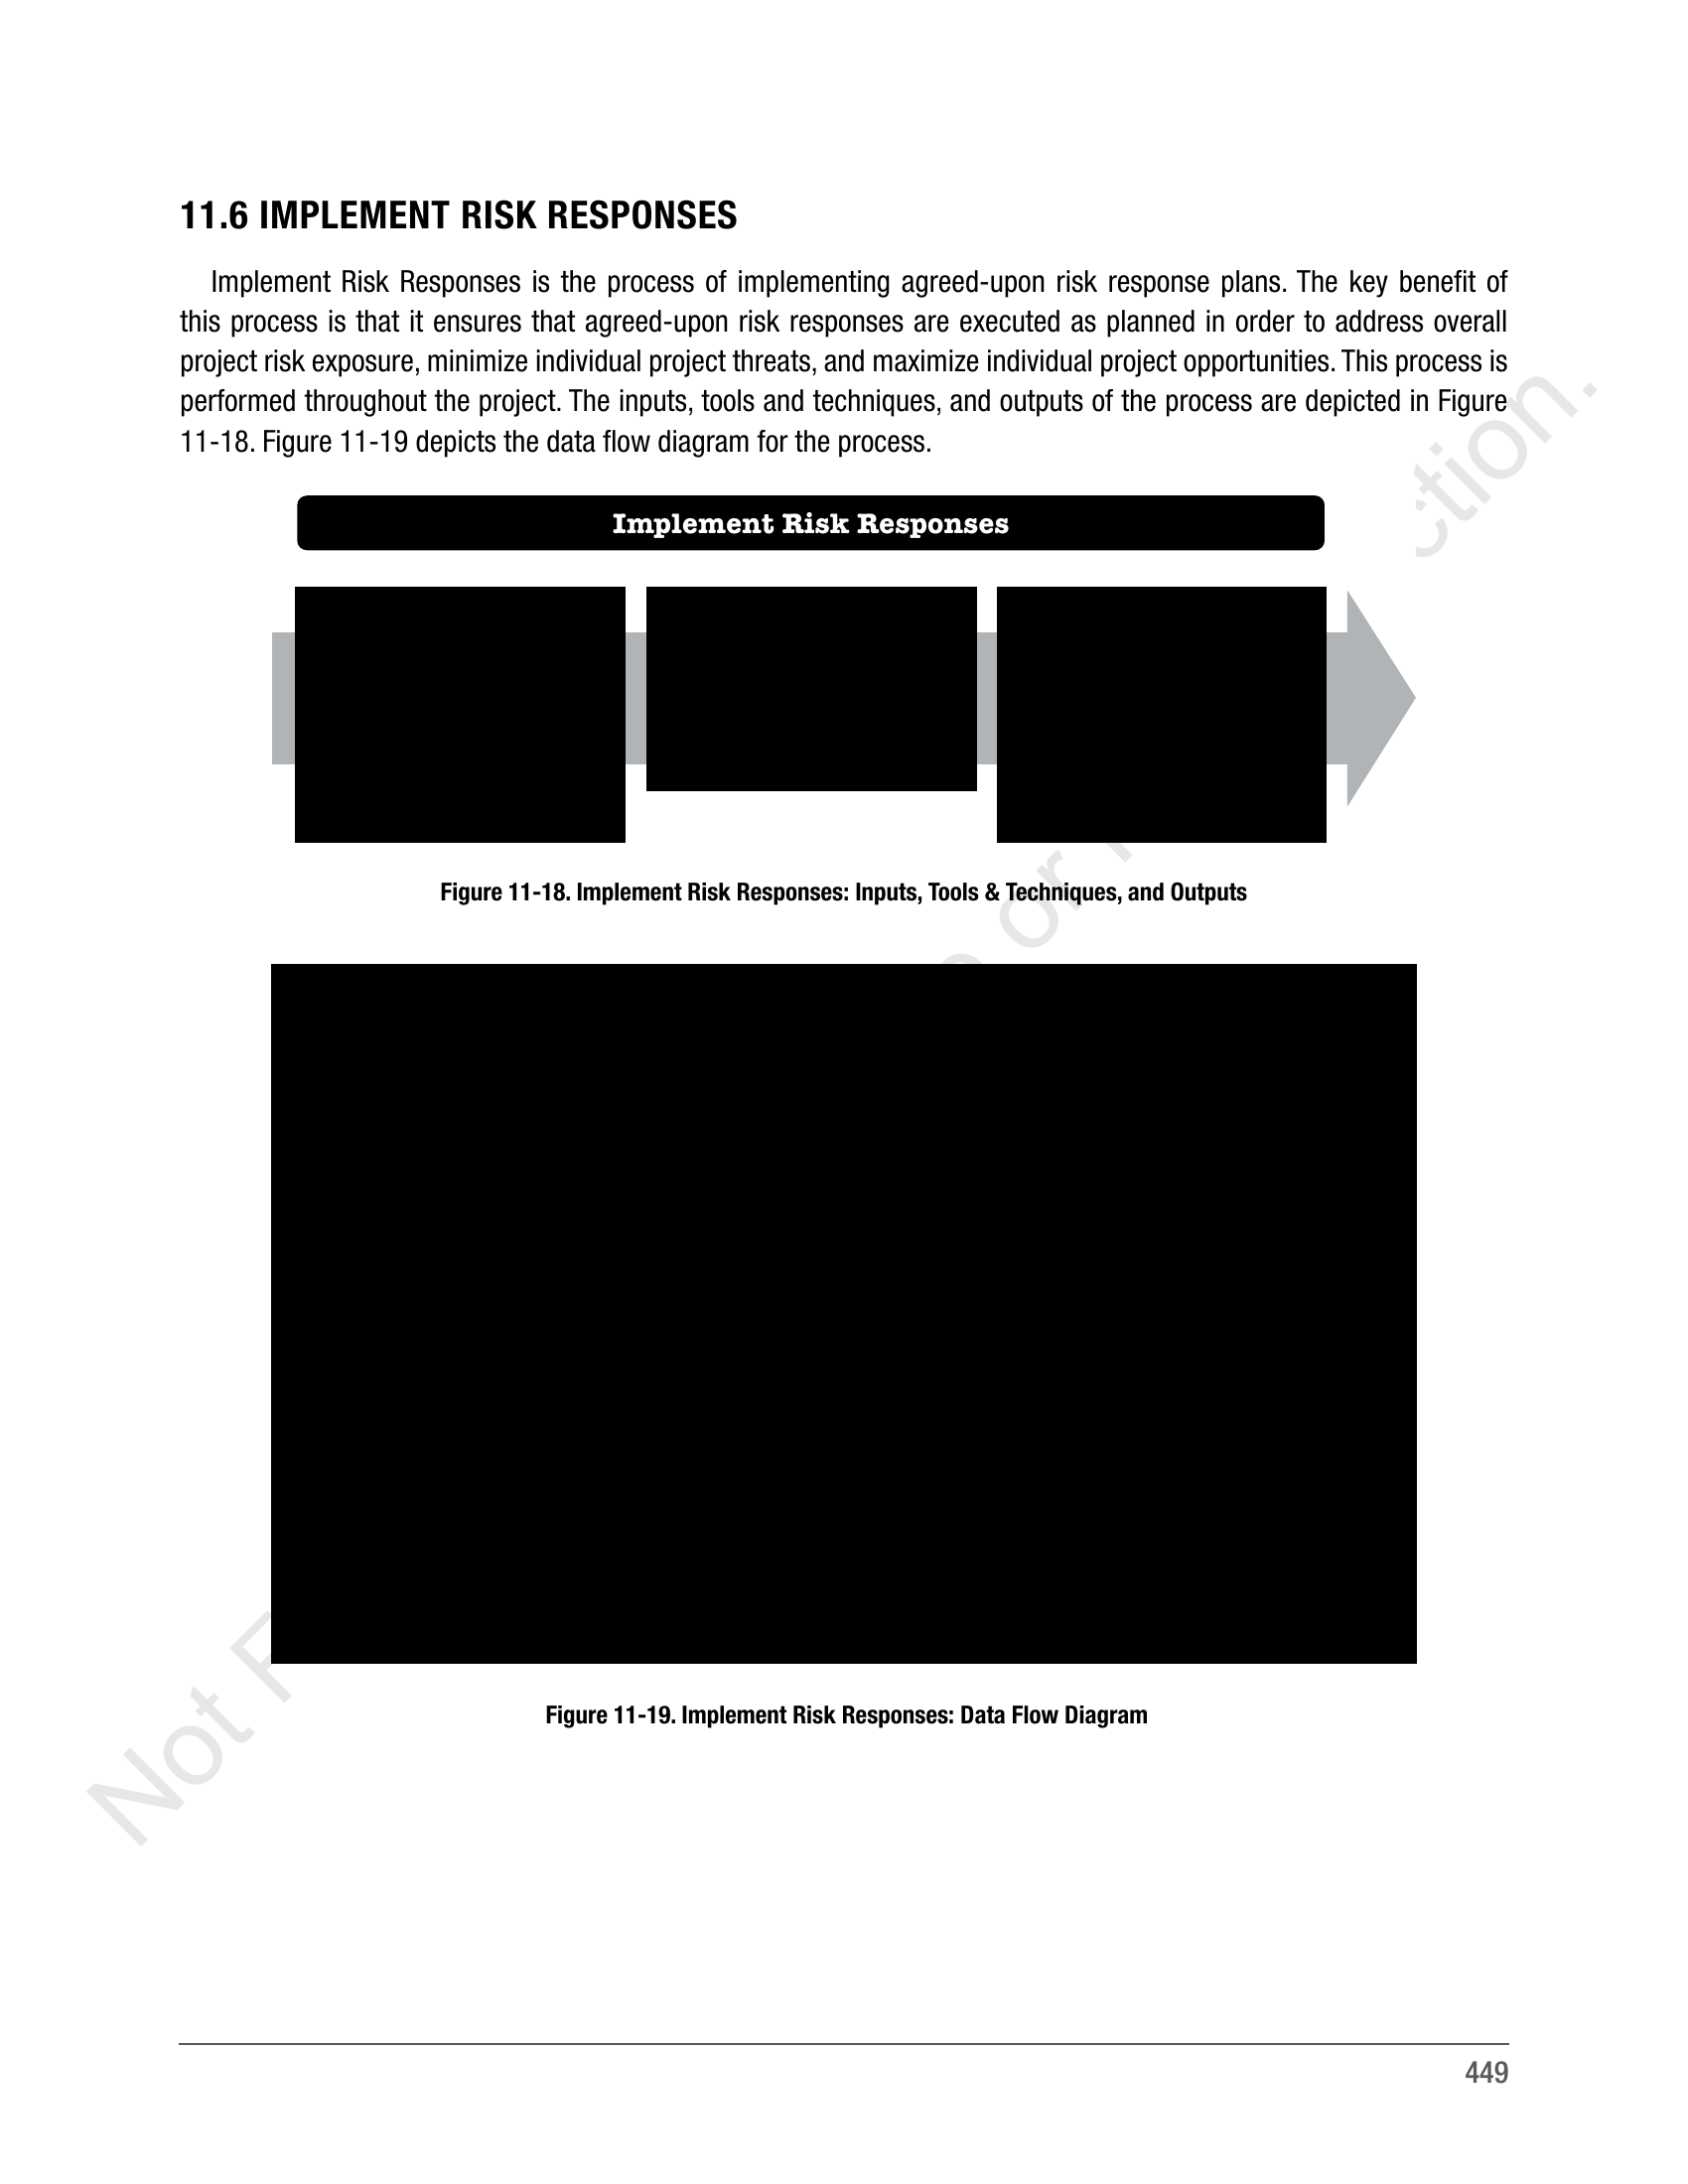 11.6 IMPLEMENT RISK RESPONSES
Implement Risk Responses is the process of implementing agreed-upon risk response plans. The key benefit of
this process is that it ensures that agreed-upon risk responses are executed as planned in order to address overall
project risk exposure, minimize individual project threats, and maximize individual project opportunities. This process is
performed throughout the project. The inputs, tools and techniques, and outputs of the process are depicted in Figure
11-18. Figure 11-19 depicts the data flow diagram for the process.
Implement Risk Responses
Figure 11-18. Implement Risk Responses: Inputs, Tools & Techniques, and Outputs
Figure 11-19. Implement Risk Responses: Data Flow Diagram
Not
or
449